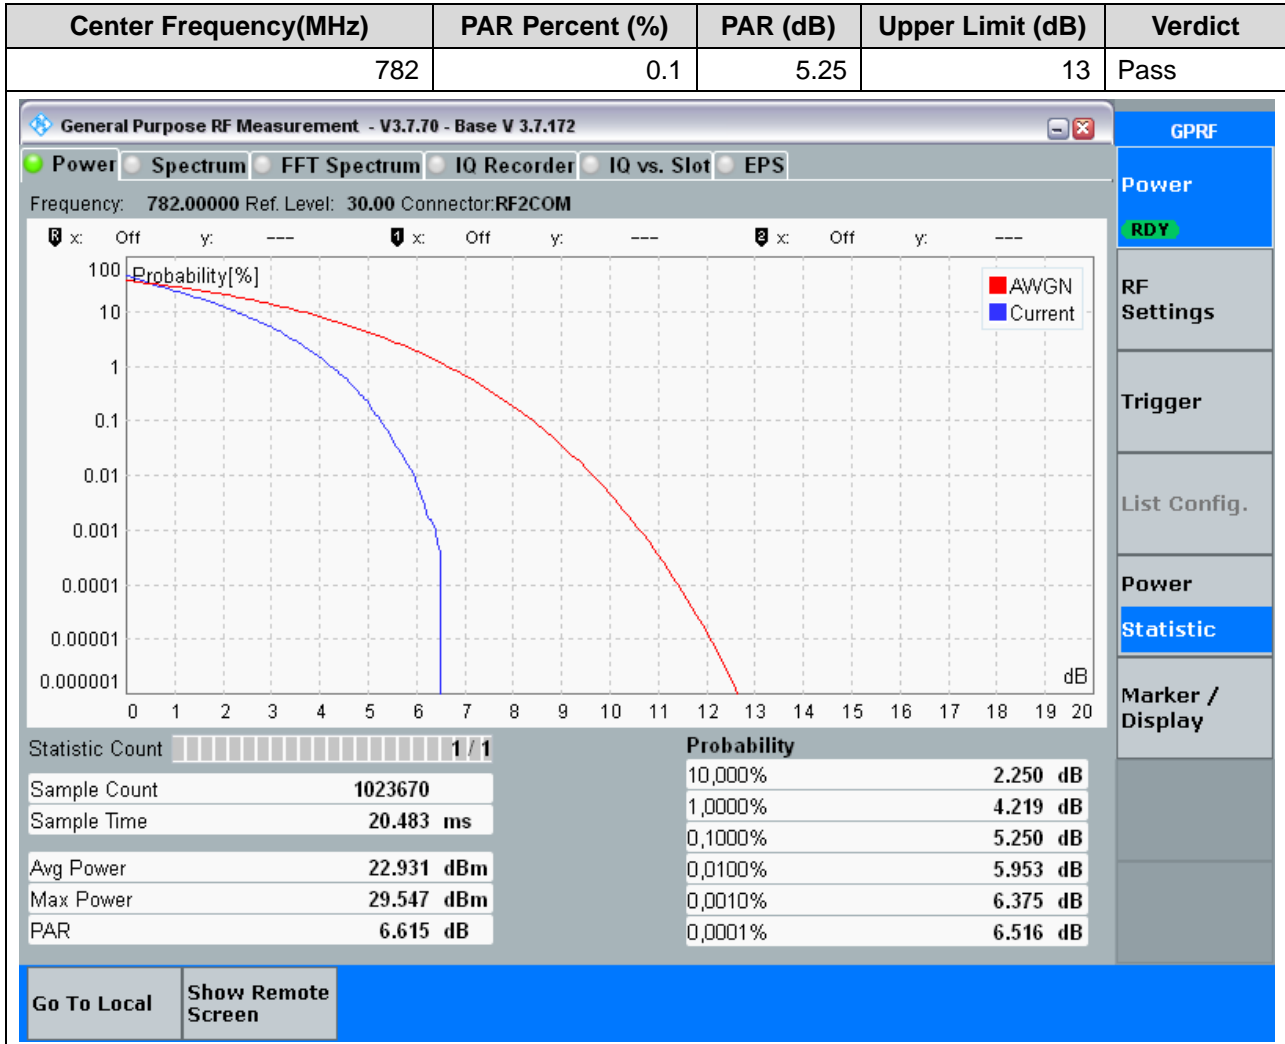 Center Frequency(MHz) PAR Percent (%) PAR (dB) Upper Limit (dB) Verdict
782 0.1 5.25 13 Pass
General Purpose RF Measurement - V3.7.70 - Base V 3.7.172
GPRF
Power Spectrum FFT Spectrum IQ Recorder IQ vs. Slot EPS
Frequency: 782.00000 Ref. Level: 30.00 Connector:RF2COM
R x: Off y: --- 1 x: Off y: --- 2 x: Off y: ---
Probability[%]
AWGN
Current
100
10
1
0.1
0.01
0.001
0.0001
0.00001
0.000001
dB
0 1 2 3 4 5 6 7 8 9 10 11 12 13 14 15 16 17 18 19 20
Statistic Count 1 / 1
Sample Count 1023670
Sample Time 20.483 ms
Avg Power 22.931 dBm
Max Power 29.547 dBm
PAR 6.615 dB
Probability
10,000% 2.250 dB
1,0000% 4.219 dB
0,1000% 5.250 dB
0,0100% 5.953 dB
0,0010% 6.375 dB
0,0001% 6.516 dB
Power
RDY
RF
Settings
Trigger
List Config.
Power
Statistic
Marker /
Display
Go To Local
Show Remote
Screen